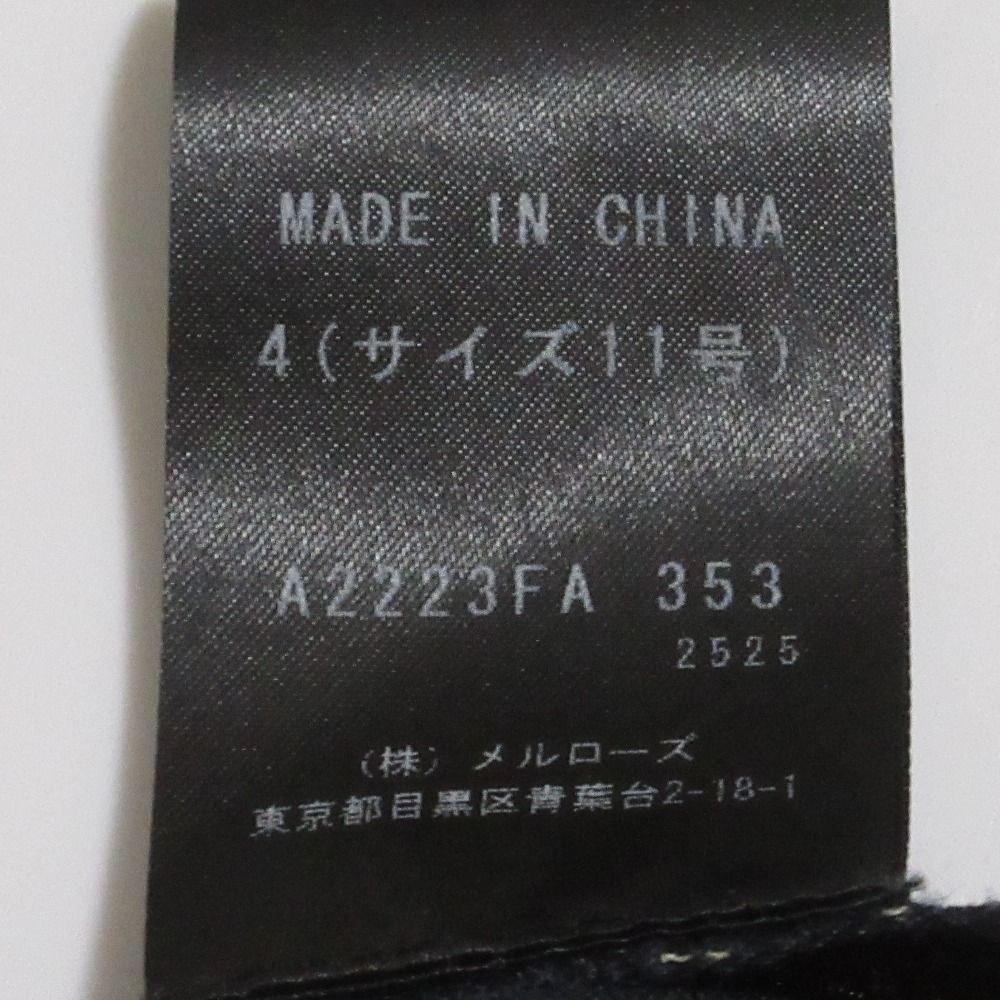 MADE IN CHINA
4(サイズ11号)
A2223FA 353
2525
(株)メルローズ
東京都目黒区青葉台2-18-1